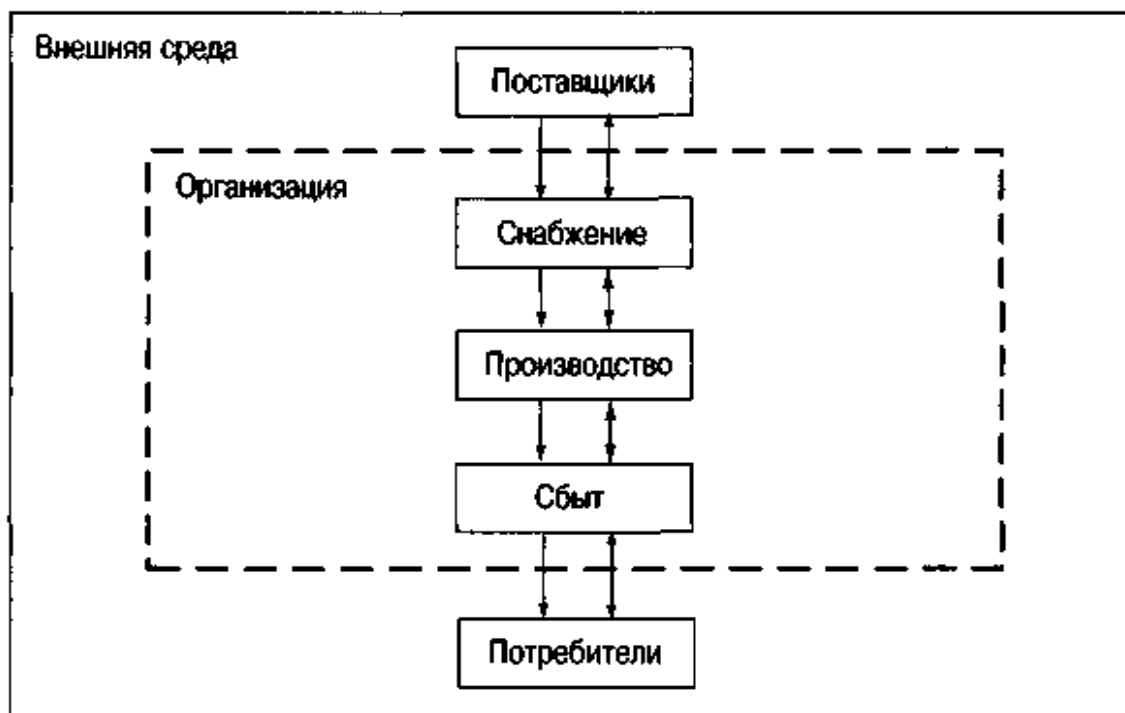 Внешняя среда
Поставщики
Организация
Снабжение
Производство
Сбыт
Потребители